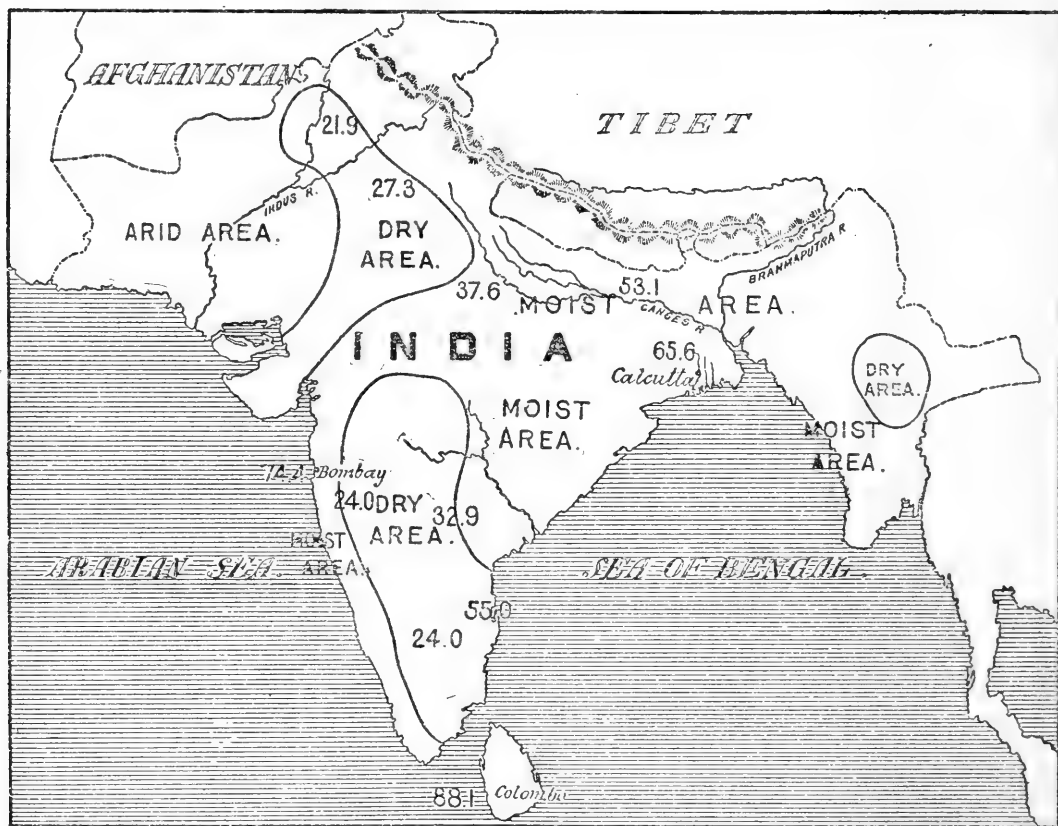 AFGHANISTAN
TIBET
21.9
27.3
INDUS R.
ARID AREA.
DRY
AREA.
BRAHMAPUTRA R.
37.6
53.1
MOIST AREA.
GANGES R.
INDIA
65.6
Calcutta
DRY
AREA.
MOIST
AREA.
MOIST
AREA.
Bombay
24.0
DRY
AREA.
32.9
MOIST
AREA.
ARABIAN SEA.
SEA OF BENGAL.
55.0
24.0
88.1
Colombo